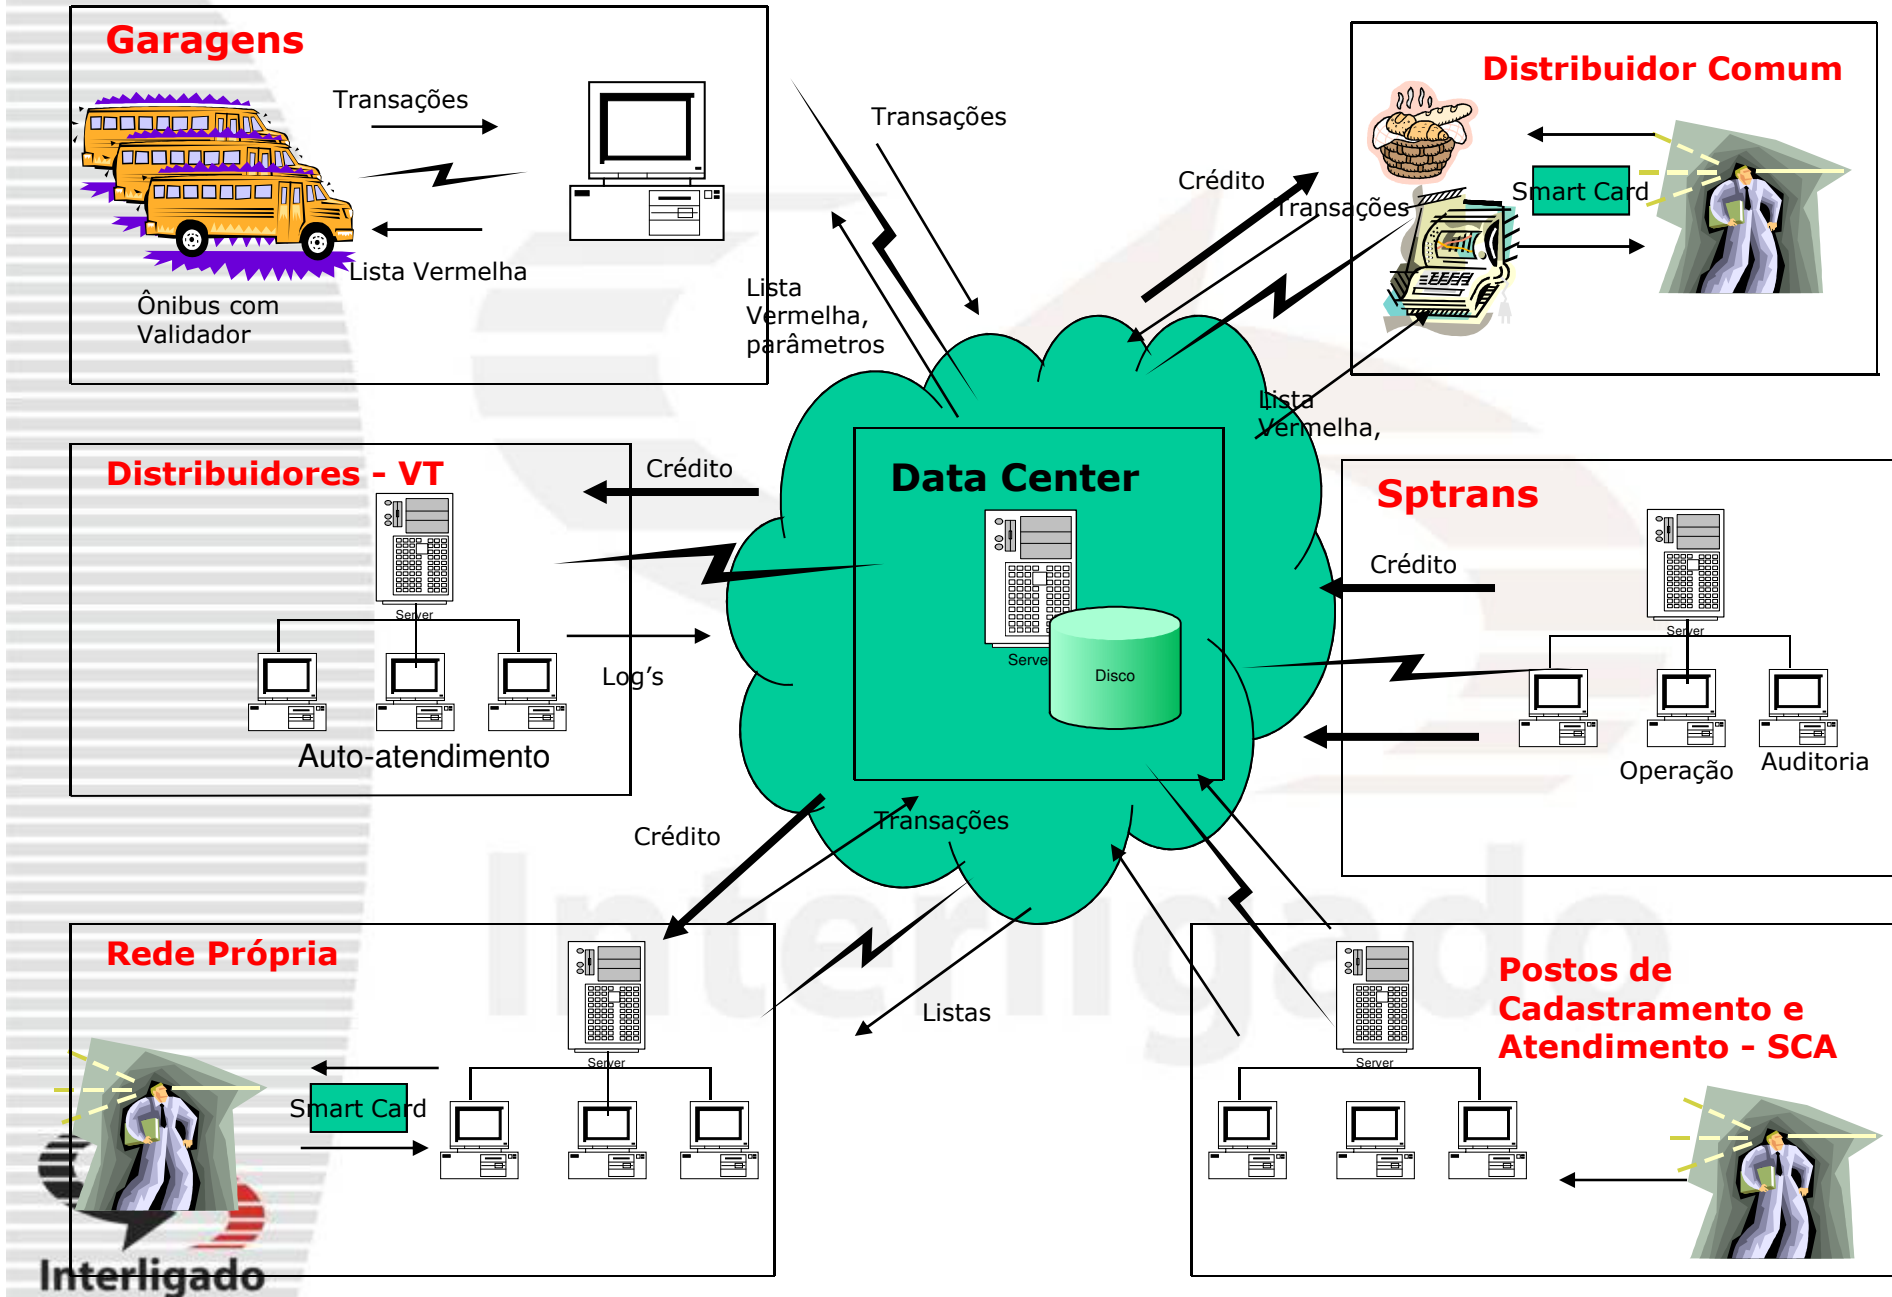 Garagens
Transações
Lista Vermelha
Ônibus com
Validador
Transações
Lista
Vermelha,
parâmetros
Distribuidor Comum
Crédito
Transações
Smart Card
Lista
Vermelha,
Distribuidores - VT
Server
Auto-atendimento
Crédito
Log's
Data Center
Server
Disco
Sptrans
Crédito
Server
Operação
Auditoria
Crédito
Transações
Listas
Rede Própria
Server
Smart Card
Postos de
Cadastramento e
Atendimento - SCA
Server
Interligado
Interligado